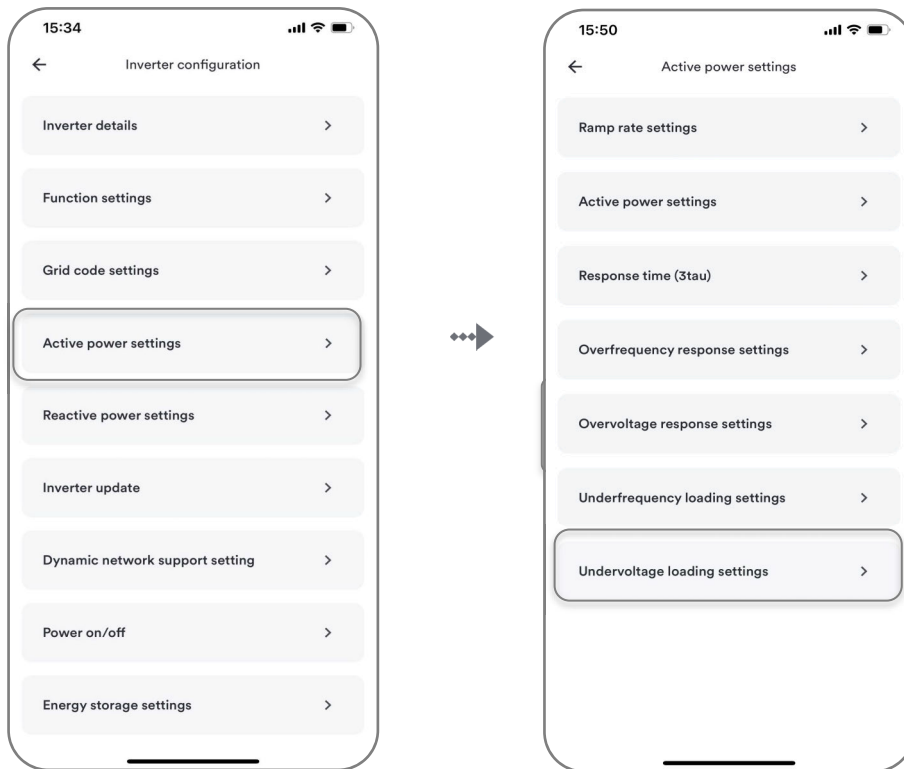 15:34
Inverter configuration
Inverter details
Function settings
Grid code settings
Active power settings
Reactive power settings
Inverter update
Dynamic network support setting
Power on/off
Energy storage settings
15:50
Active power settings
Ramp rate settings
Active power settings
Response time (3tau)
Overfrequency response settings
Overvoltage response settings
Underfrequency loading settings
Undervoltage loading settings